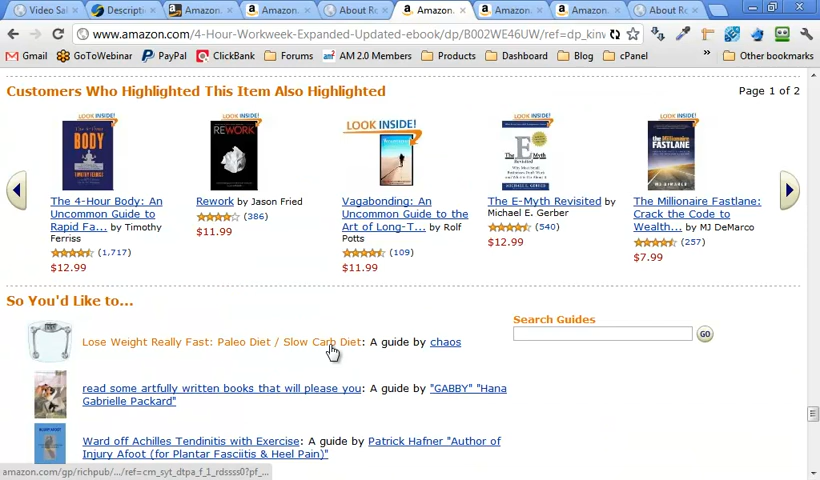 Video Sal
Descripti
Amazon.
Amazon.
About Ro
Amazon.
Amazon.
Amazon.
About Ro
www.amazon.com/4-Hour-Workweek-Expanded-Updated-ebook/dp/B002WE46UW/ref=dp_kinw
Gmail
GoToWebinar
PayPal
ClickBank
Forums
AM 2.0 Members
Products
Dashboard
Blog
cPanel
»
Other bookmarks
Customers Who Highlighted This Item Also Highlighted
Page 1 of 2
LOOK INSIDE!
LOOK INSIDE!
LOOK INSIDE!
LOOK INSIDE!
LOOK INSIDE!
BODY
REWORK
Millionaire
FASTLANE
The 4-Hour Body: An
Uncommon Guide to
Rapid Fa... by Timothy
Ferriss
(1,717)
$12.99
Rework by Jason Fried
(386)
$11.99
Vagabonding: An
Uncommon Guide to the
Art of Long-T... by Rolf
Potts
(109)
$11.99
The E-Myth Revisited by
Michael E. Gerber
(540)
$12.99
The Millionaire Fastlane:
Crack the Code to
Wealth... by MJ DeMarco
(257)
$7.99
So You'd Like to...
Lose Weight Really Fast: Paleo Diet / Slow Carb Diet: A guide by chaos
read some artfully written books that will please you: A guide by "GABBY" "Hana
Gabrielle Packard"
Ward off Achilles Tendinitis with Exercise: A guide by Patrick Hafner "Author of
Injury Afoot (for Plantar Fasciitis & Heel Pain)"
Search Guides
GO
amazon.com/gp/richpub/.../ref=cm_syt_dtpa_f_1_rdssss0?pf_...